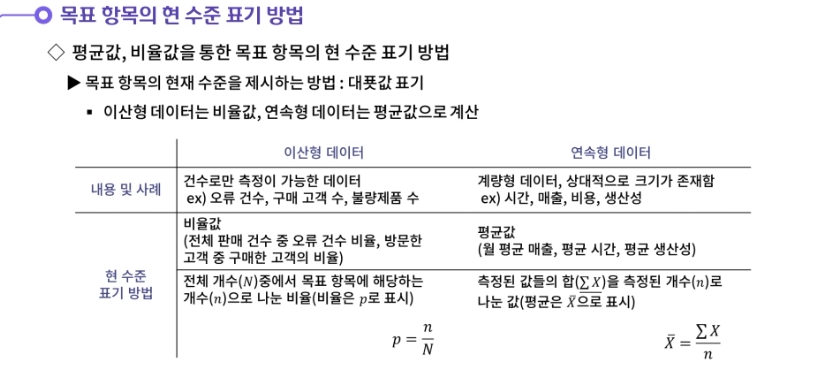 목표 항목의 현 수준 표기 방법
◇ 평균값, 비율값을 통한 목표 항목의 현 수준 표기 방법
▶ 목표 항목의 현재 수준을 제시하는 방법 : 대푯값 표기
▪ 이산형 데이터는 비율값, 연속형 데이터는 평균값으로 계산
이산형 데이터
연속형 데이터
내용 및 사례
건수로만 측정이 가능한 데이터
ex) 오류 건수, 구매 고객 수, 불량제품 수
계량형 데이터, 상대적으로 크기가 존재함
ex) 시간, 매출, 비용, 생산성
현 수준
표기 방법
비율값
(전체 판매 건수 중 오류 건수 비율, 방문한
고객 중 구매한 고객의 비율)
평균값
(월 평균 매출, 평균 시간, 평균 생산성)
전체 개수(N)중에서 목표 항목에 해당하는
개수(n)으로 나눈 비율(비율은 p로 표시)
p = n/N
측정된 값들의 합(∑ X)을 측정된 개수(n)로
나눈 값(평균은 X̄으로 표시)
X̄ = ∑ X/n